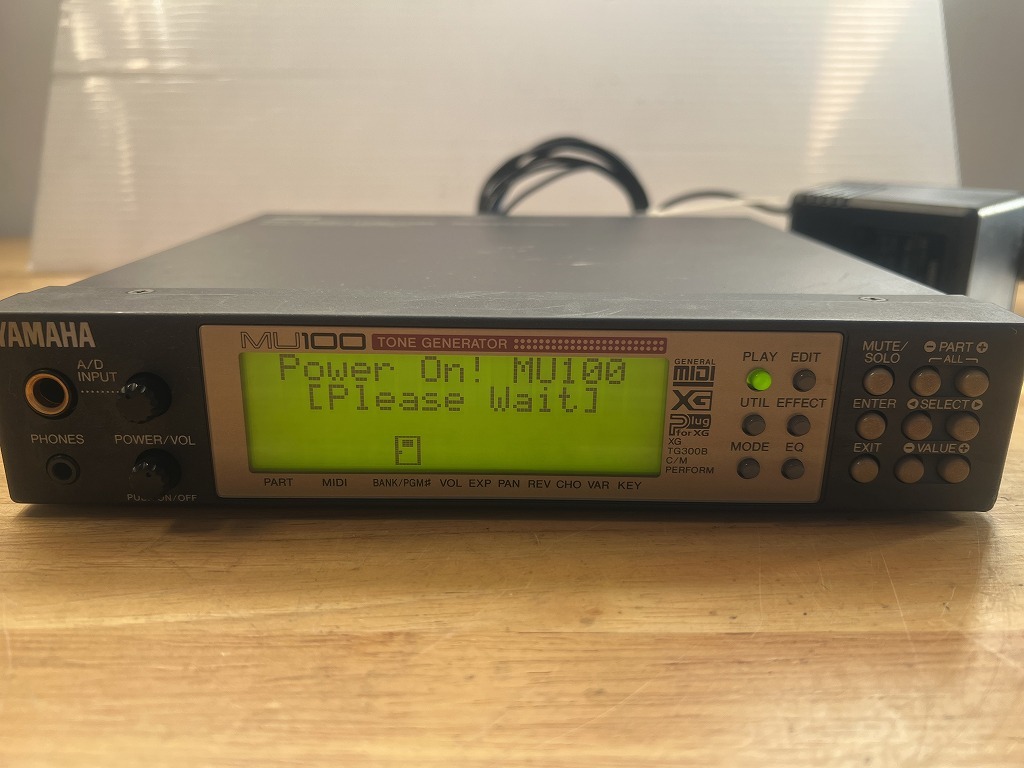 YAMAHA
A/D
INPUT
PHONES
POWER/VOL
PUSH ON/OFF
MU100 TONE GENERATOR
Power On! MU100
[Please Wait]
PART MIDI BANK/PGM# VOL EXP PAN REV CHO VAR KEY
GENERAL
MIDI
XG
Plug
for XG
XG
TG300B
C/M
PERFORM
PLAY EDIT
UTIL EFFECT
MODE EQ
MUTE/
SOLO
- PART +
ALL
ENTER
SELECT
EXIT
- VALUE +